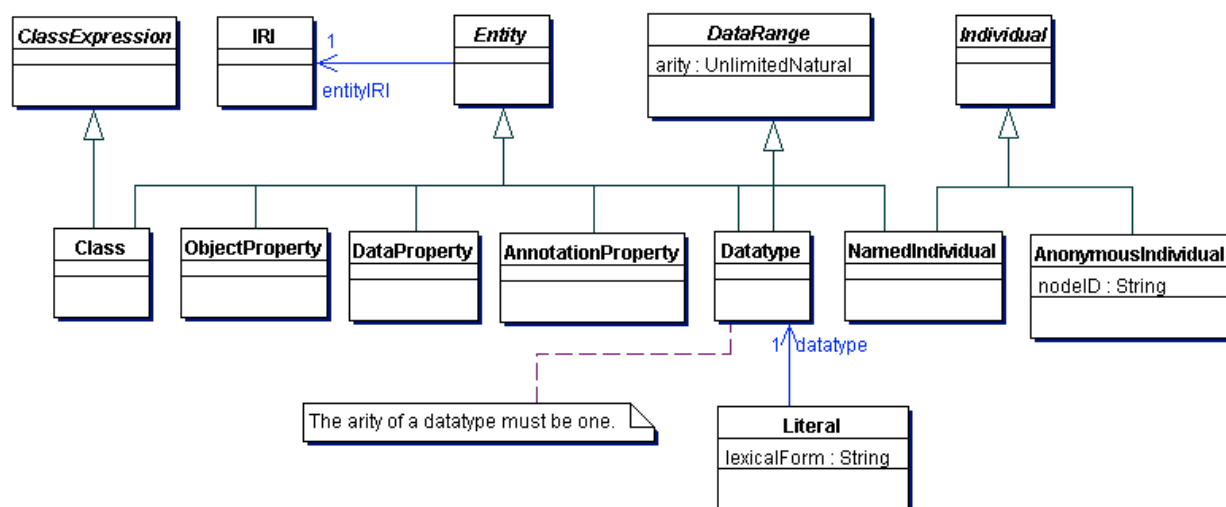 ClassExpression
IRI
Entity
DataRange
arity : UnlimitedNatural
Individual
1
entityIRI
Class
ObjectProperty
DataProperty
AnnotationProperty
Datatype
NamedIndividual
AnonymousIndividual
nodeID : String
1 datatype
The arity of a datatype must be one.
Literal
lexicalForm : String